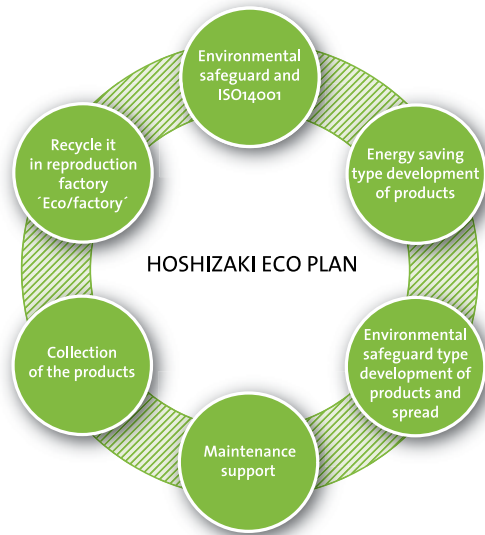 Environmental
safeguard and
ISO14001
Energy saving
type development
of products
Environmental
safeguard type
development of
products and
spread
Maintenance
support
Collection
of the products
Recycle it
in reproduction
factory
´Eco/factory´
HOSHIZAKI ECO PLAN